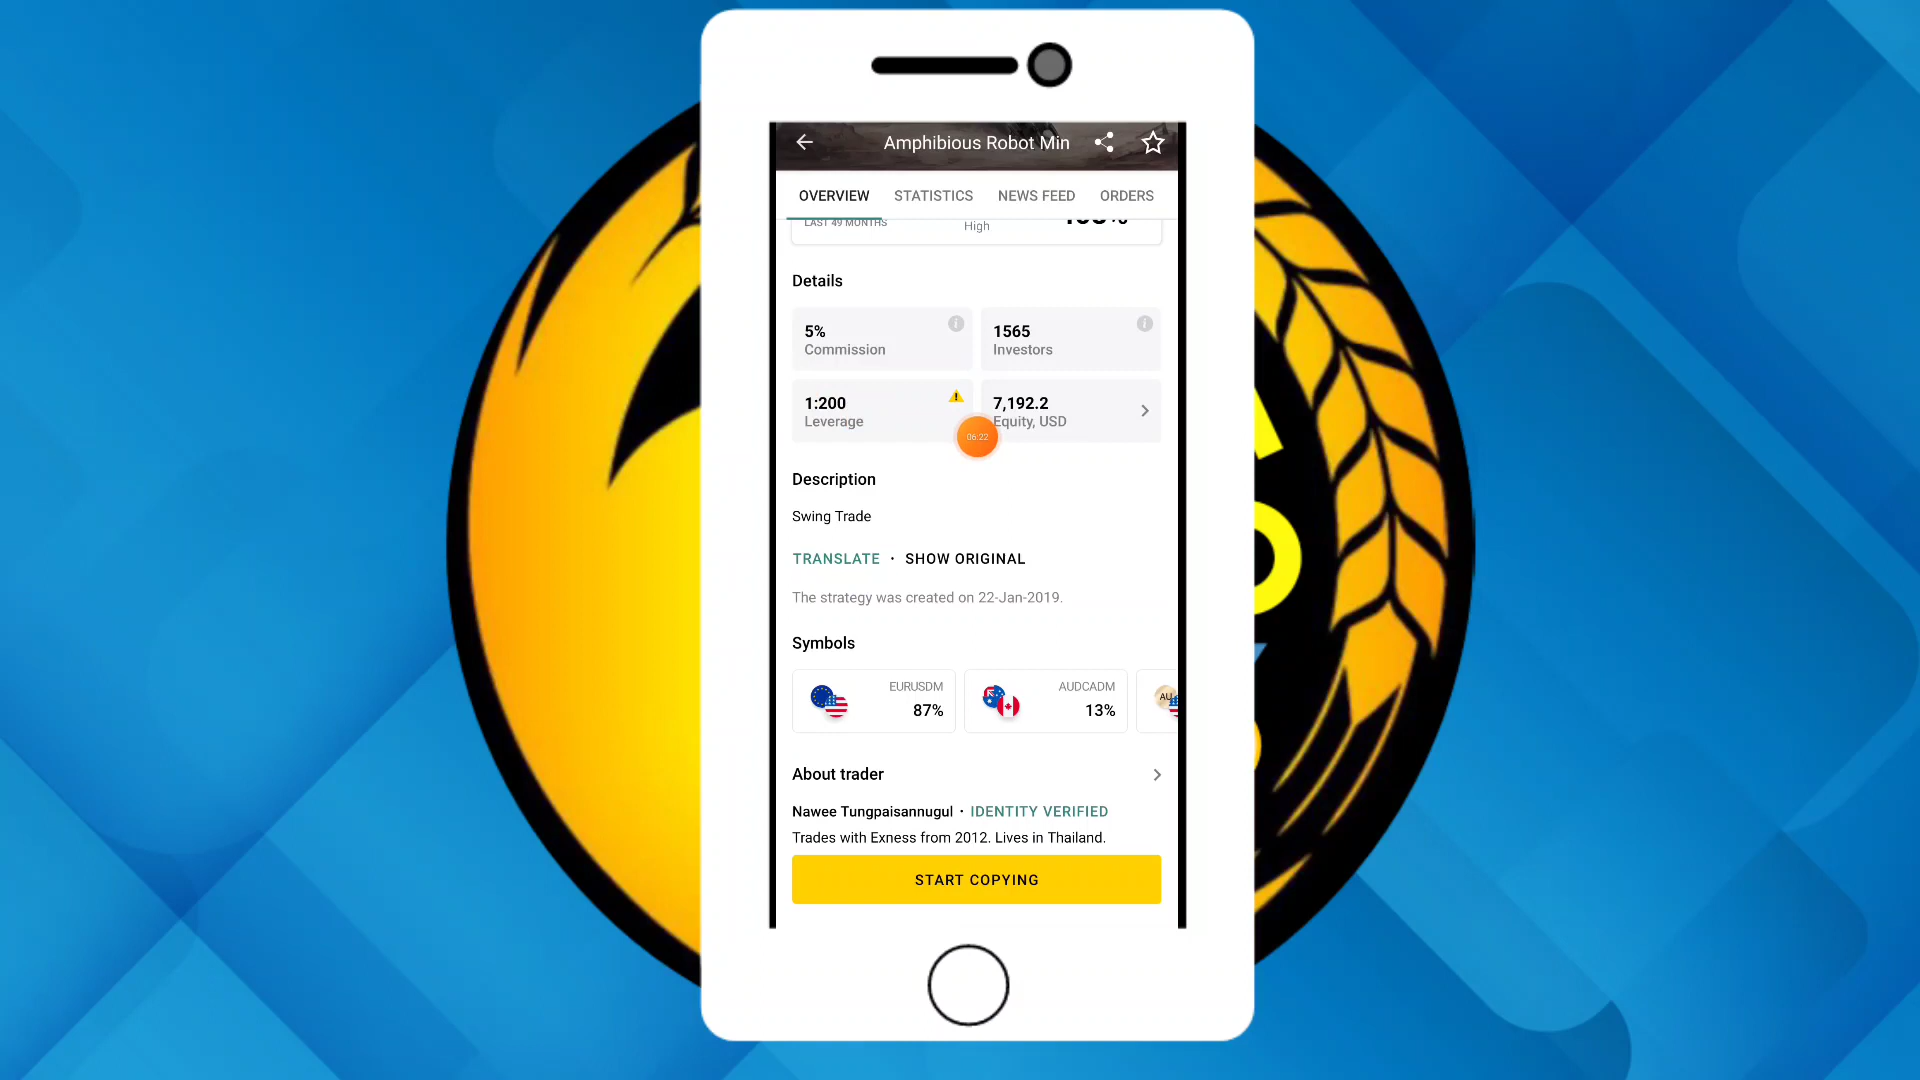 Amphibious Robot Min
OVERVIEW STATISTICS NEWS FEED ORDERS
LAST 49 MONTHS
High
Details
5%
Commission
1565
Investors
1:200
Leverage
7,192.2
Equity, USD
06:22
Description
Swing Trade
TRANSLATE · SHOW ORIGINAL
The strategy was created on 22-Jan-2019.
Symbols
EURUSDM
87%
AUDCADM
13%
AU
About trader
Nawee Tungpaisannugul · IDENTITY VERIFIED
Trades with Exness from 2012. Lives in Thailand.
START COPYING